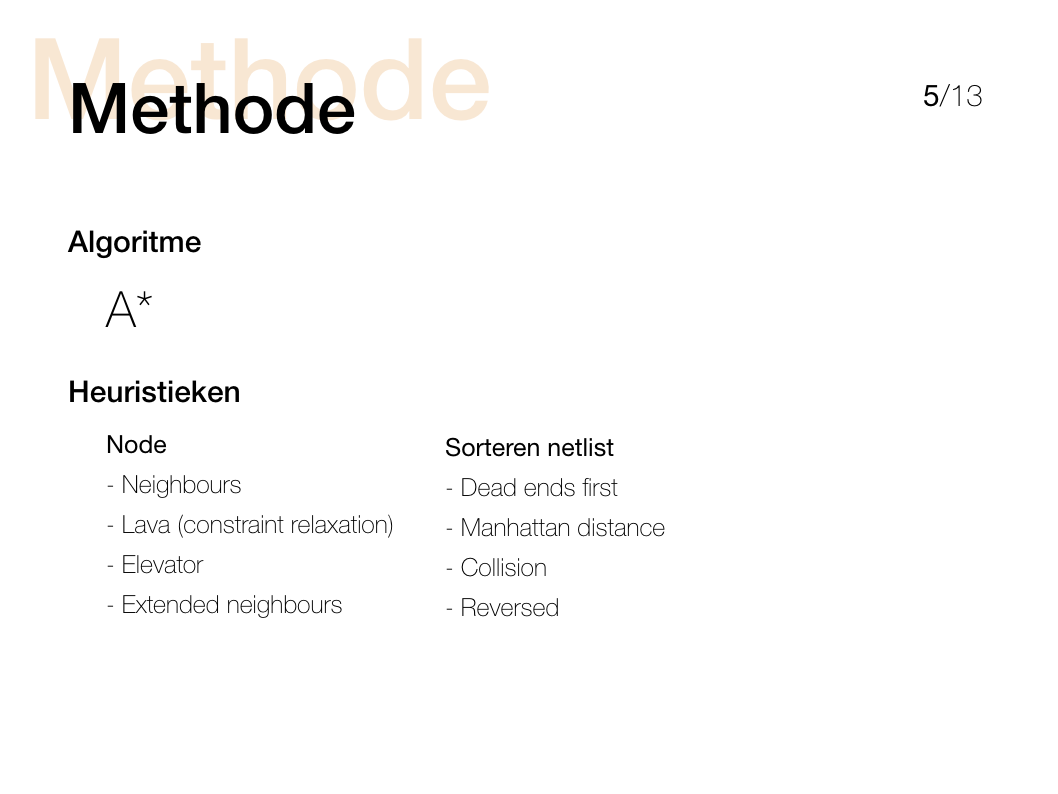 Methode
Methode
5/13
Algoritme
A*
Heuristieken
Node
- Neighbours
- Lava (constraint relaxation)
- Elevator
- Extended neighbours
Sorteren netlist
- Dead ends first
- Manhattan distance
- Collision
- Reversed